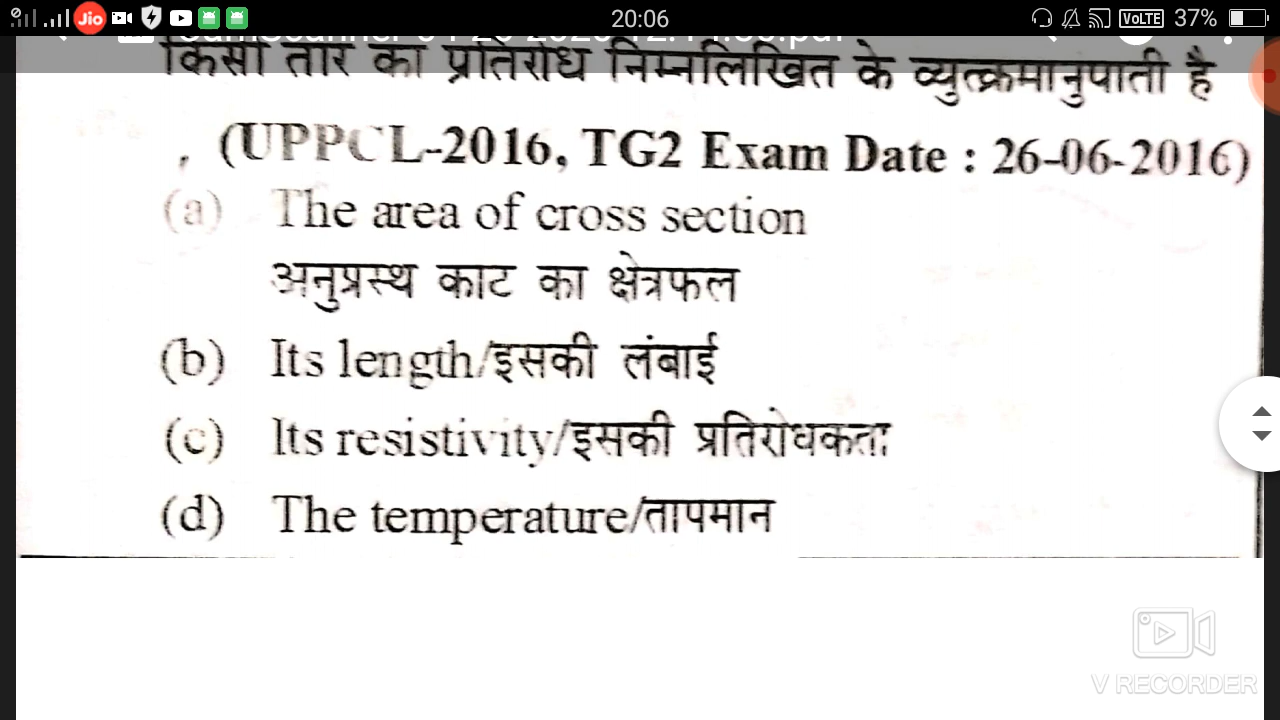 Jio 20:06 VoLTE 37%
किसी तार का प्रतिरोध निम्नलिखित के व्युत्क्रमानुपाती है
, (UPPCL-2016, TG2 Exam Date : 26-06-2016)
(a) The area of cross section
अनुप्रस्थ काट का क्षेत्रफल
(b) Its length/इसकी लंबाई
(c) Its resistivity/इसकी प्रतिरोधकता
(d) The temperature/तापमान
V RECORDER